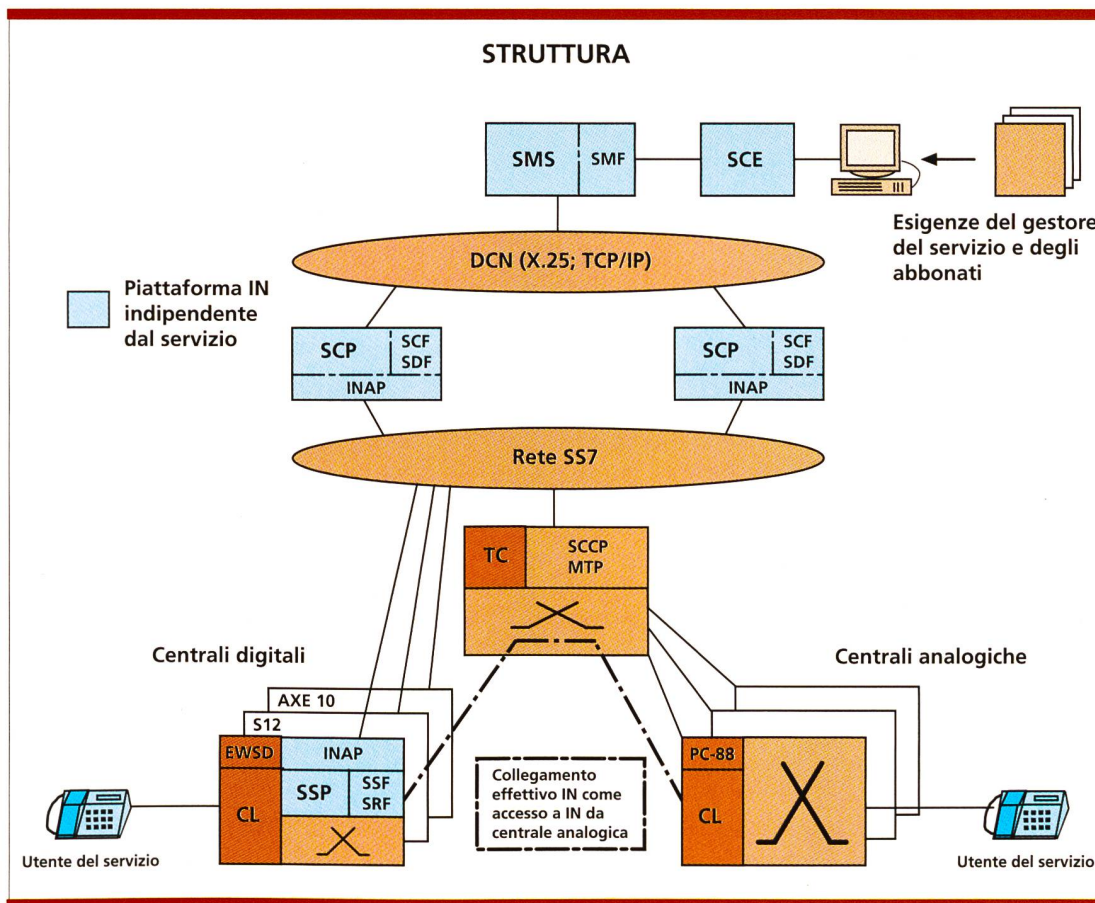 STRUTTURA
SMS
SMF
SCE
Esigenze del gestore
del servizio e degli
abbonati
DCN (X.25; TCP/IP)
Piattaforma IN
indipendente
dal servizio
SCP
SCF
SDF
INAP
SCP
SCF
SDF
INAP
Rete SS7
TC
SCCP
MTP
Centrali digitali
Centrali analogiche
AXE 10
S12
EWSD
INAP
SSP
SSF
SRF
CL
Collegamento
effettivo IN come
accesso a IN da
centrale analogica
PC-88
CL
Utente del servizio
Utente del servizio